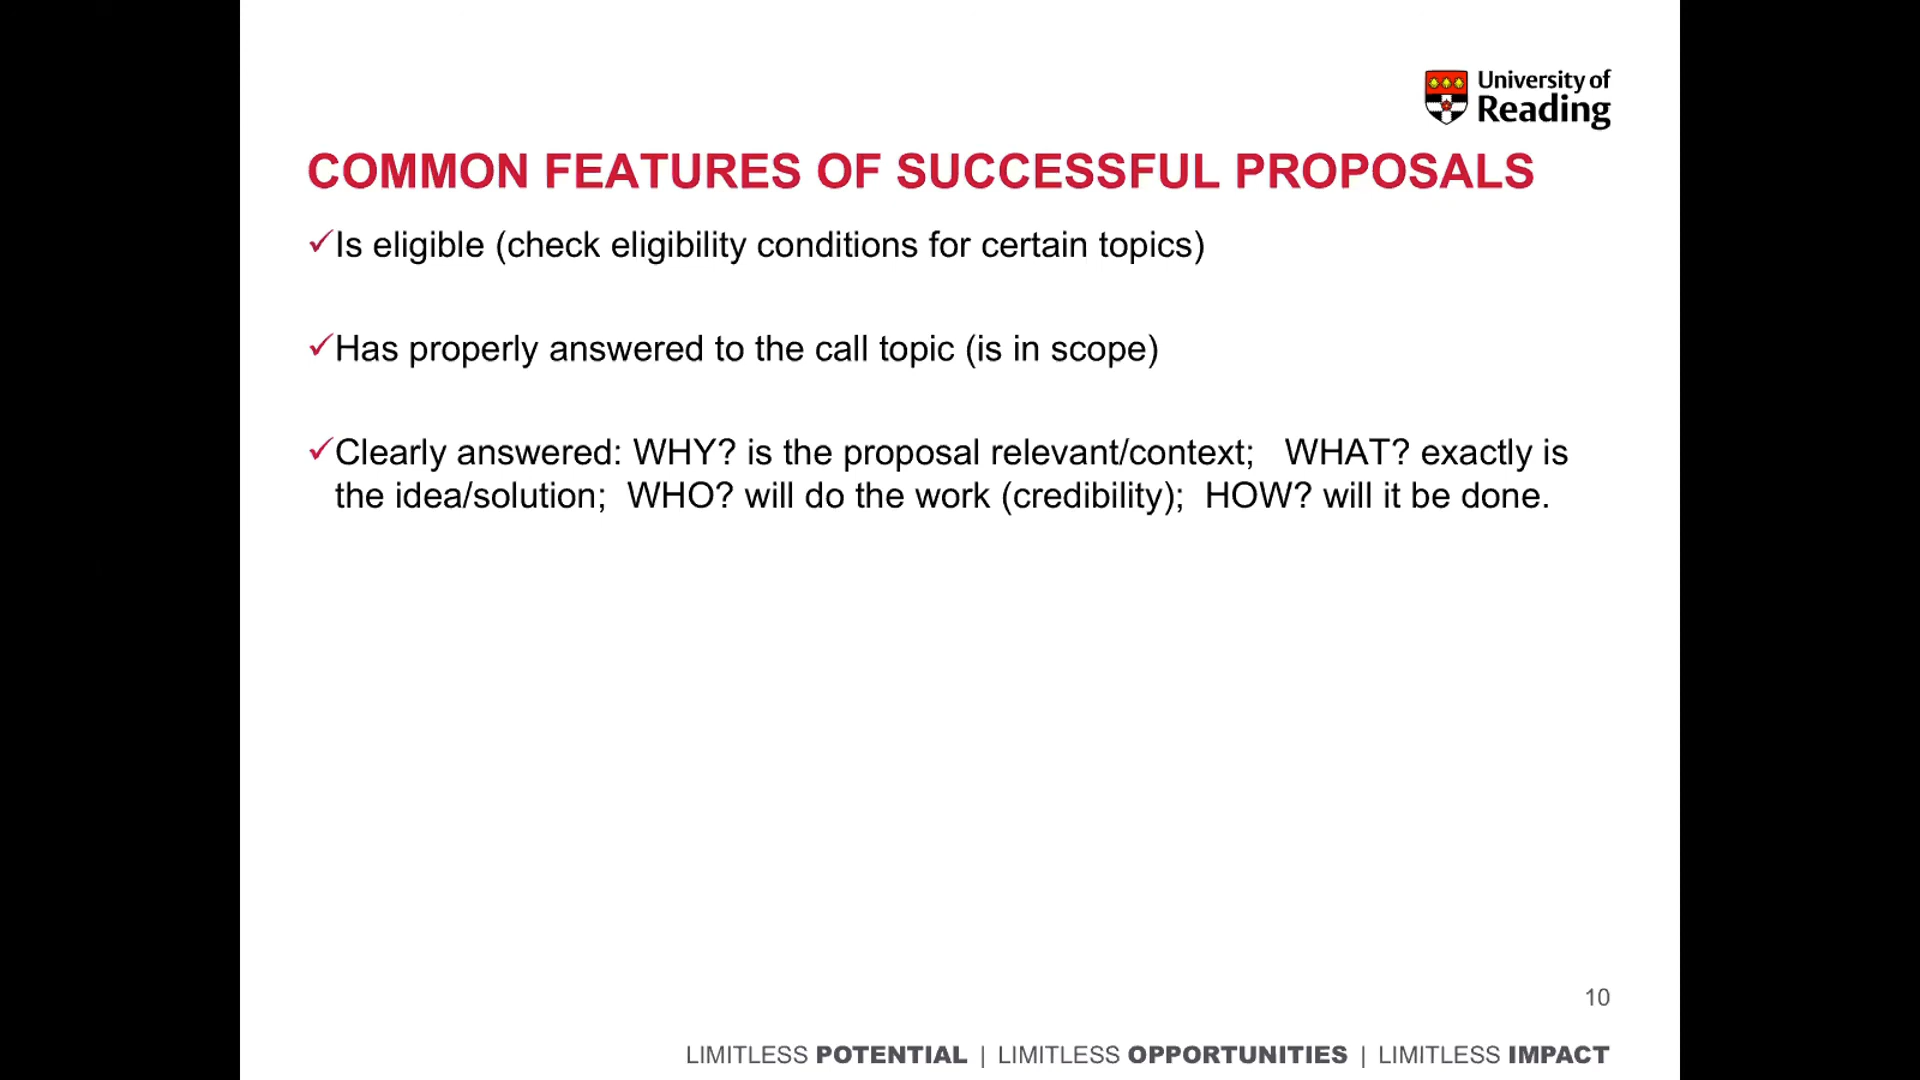 University of
Reading
COMMON FEATURES OF SUCCESSFUL PROPOSALS
✓Is eligible (check eligibility conditions for certain topics)
✓Has properly answered to the call topic (is in scope)
✓Clearly answered: WHY? is the proposal relevant/context;   WHAT? exactly is
the idea/solution;  WHO? will do the work (credibility);  HOW? will it be done.
10
LIMITLESS POTENTIAL | LIMITLESS OPPORTUNITIES | LIMITLESS IMPACT